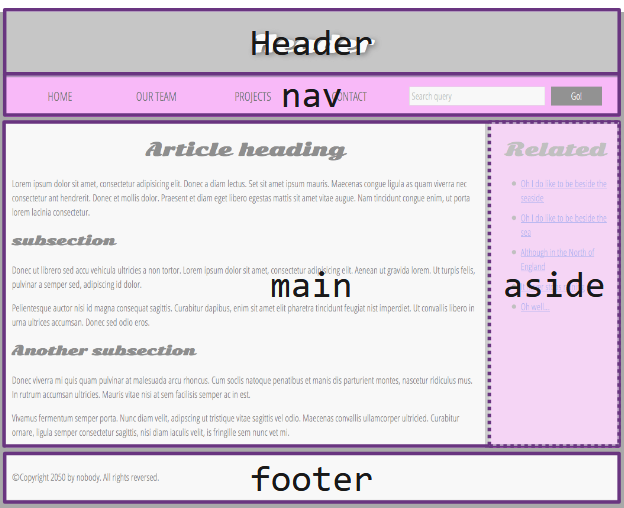 Header
HOME
OUR TEAM
PROJECTS
nav
CONTACT
Search query
Go!
Article heading
Lorem ipsum dolor sit amet, consectetur adipisicing elit. Donec a diam lectus. Set sit amet ipsum mauris. Maecenas congue ligula as quam viverra nec
consectetur ant hendrerit. Donec et mollis dolor. Praesent et diam eget libero egestas mattis sit amet vitae augue. Nam tincidunt congue enim, ut porta
lorem lacinia consectetur.
subsection
Donec ut librero sed accu vehicula ultricies a non tortor. Lorem ipsum dolor sit amet, consectetur adipisicing elit. Aenean ut gravida lorem. Ut turpis felis,
pulvinar a semper sed, adipiscing id dolor.
main
Pelientesque auctor nisi id magna consequat sagittis. Curabitur dapibus, enim sit amet elit pharetra tincidunt feugiat nist imperdiet. Ut convallis libero in
urna ultrices accumsan. Donec sed odio eros.
Another subsection
Donec viverra mi quis quam pulvinar at malesuada arcu rhoncus. Cum soclis natoque penatibus et manis dis parturient montes, nascetur ridiculus mus.
In rutrum accumsan ultricies. Mauris vitae nisi at sem facilisis semper ac in est.
Vivamus fermentum semper porta. Nunc diam velit, adipscing ut tristique vitae sagittis vel odio. Maecenas convallis ullamcorper ultricied. Curabitur
ornare, ligula semper consectetur sagittis, nisi diam iaculis velit, is fringille sem nunc vet mi.
Related
Oh I do like to be beside the
seaside
Oh I do like to be beside the
sea
Although in the North of
England
aside
Oh well...
©Copyright 2050 by nobody. All rights reversed.
footer